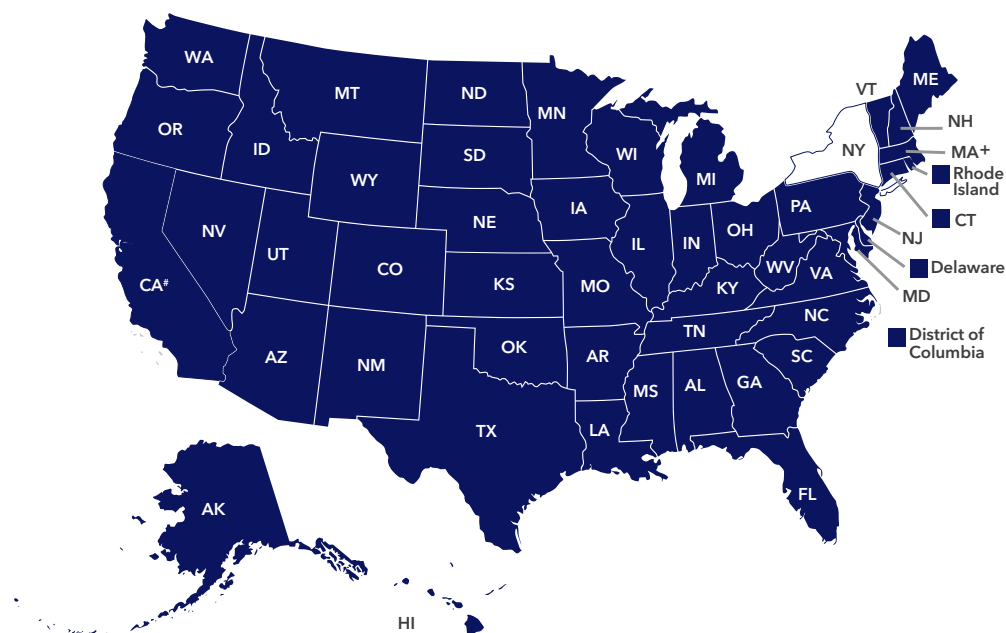 WA
MT
ND
MN
VT
ME
OR
ID
SD
WI
MI
NY
NH
MA+
Rhode
Island
WY
NE
IA
PA
CT
NV
UT
CO
KS
MO
IL
IN
OH
NJ
WV
VA
Delaware
CA#
KY
MD
NC
District of
Columbia
AZ
NM
OK
AR
TN
SC
MS
AL
GA
TX
LA
FL
AK
HI